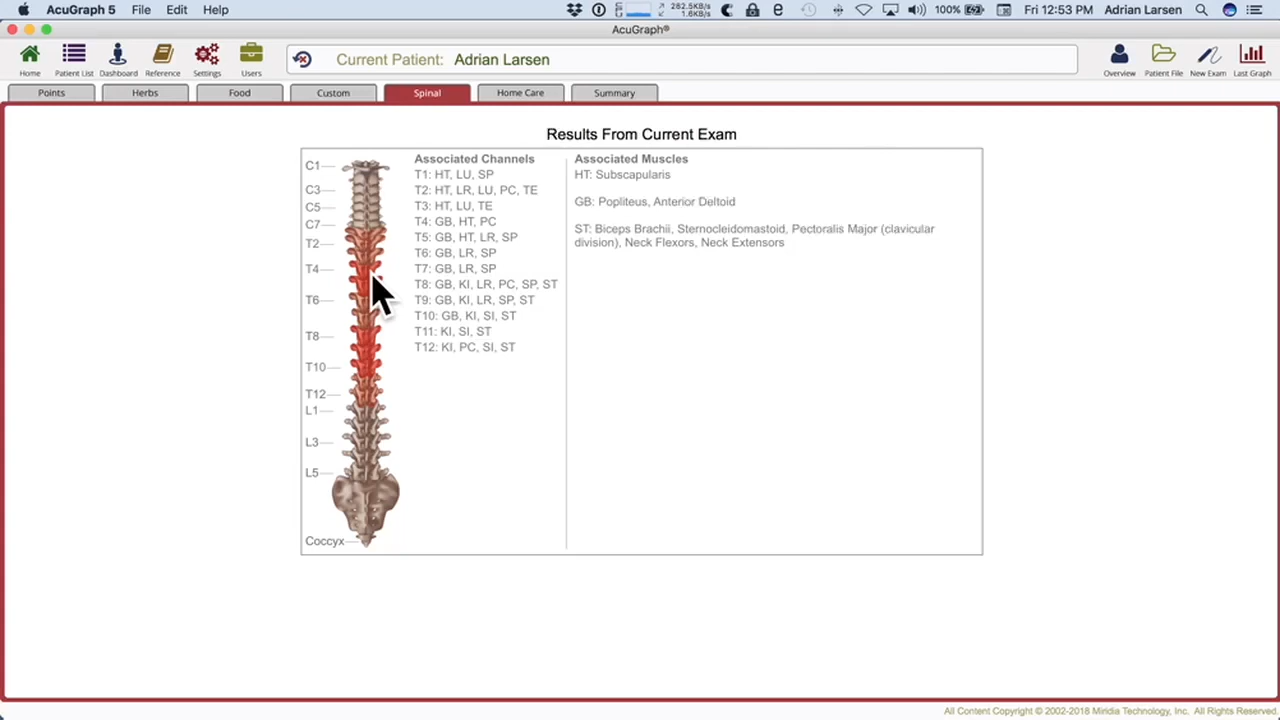 AcuGraph 5 File Edit Help 262.5KB/s 1.6KB/s 100% Fri 12:53 PM Adrian Larsen
AcuGraph®
Home Patient List Dashboard Reference Settings Users Current Patient: Adrian Larsen Overview Patient File New Exam Last Graph
Points Herbs Food Custom Spinal Home Care Summary
Results From Current Exam
C1
C3
C5
C7
T2
T4
T6
T8
T10
T12
L1
L3
L5
Coccyx
Associated Channels
T1: HT, LU, SP
T2: HT, LR, LU, PC, TE
T3: HT, LU, TE
T4: GB, HT, PC
T5: GB, HT, LR, SP
T6: GB, LR, SP
T7: GB, LR, SP
T8: GB, KI, LR, PC, SP, ST
T9: GB, KI, LR, SP, ST
T10: GB, KI, SI, ST
T11: KI, SI, ST
T12: KI, PC, SI, ST
Associated Muscles
HT: Subscapularis
GB: Popliteus, Anterior Deltoid
ST: Biceps Brachii, Sternocleidomastoid, Pectoralis Major (clavicular
division), Neck Flexors, Neck Extensors
All Content Copyright © 2002-2018 Miridia Technology, Inc. All Rights Reserved.